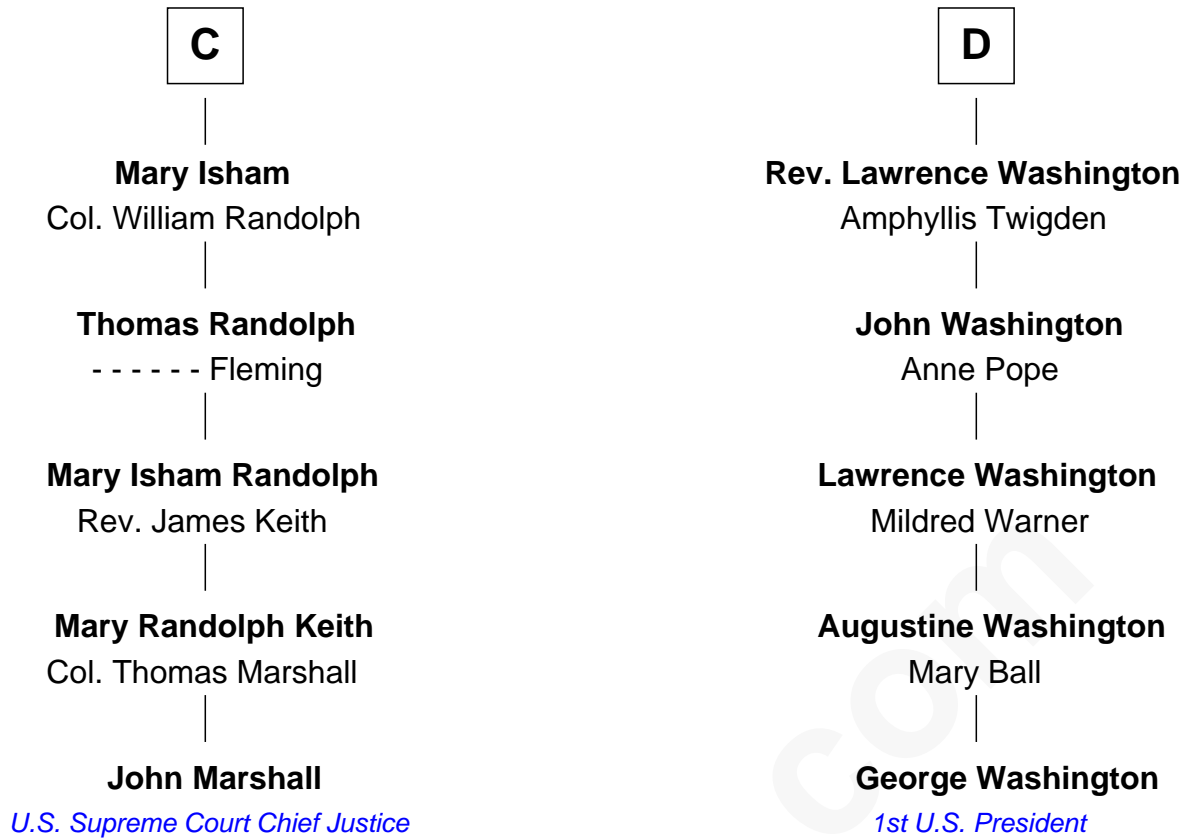 C
Mary Isham
Col. William Randolph
Thomas Randolph
- - - - - - Fleming
Mary Isham Randolph
Rev. James Keith
Mary Randolph Keith
Col. Thomas Marshall
John Marshall
U.S. Supreme Court Chief Justice
D
Rev. Lawrence Washington
Amphyllis Twigden
John Washington
Anne Pope
Lawrence Washington
Mildred Warner
Augustine Washington
Mary Ball
George Washington
1st U.S. President
com